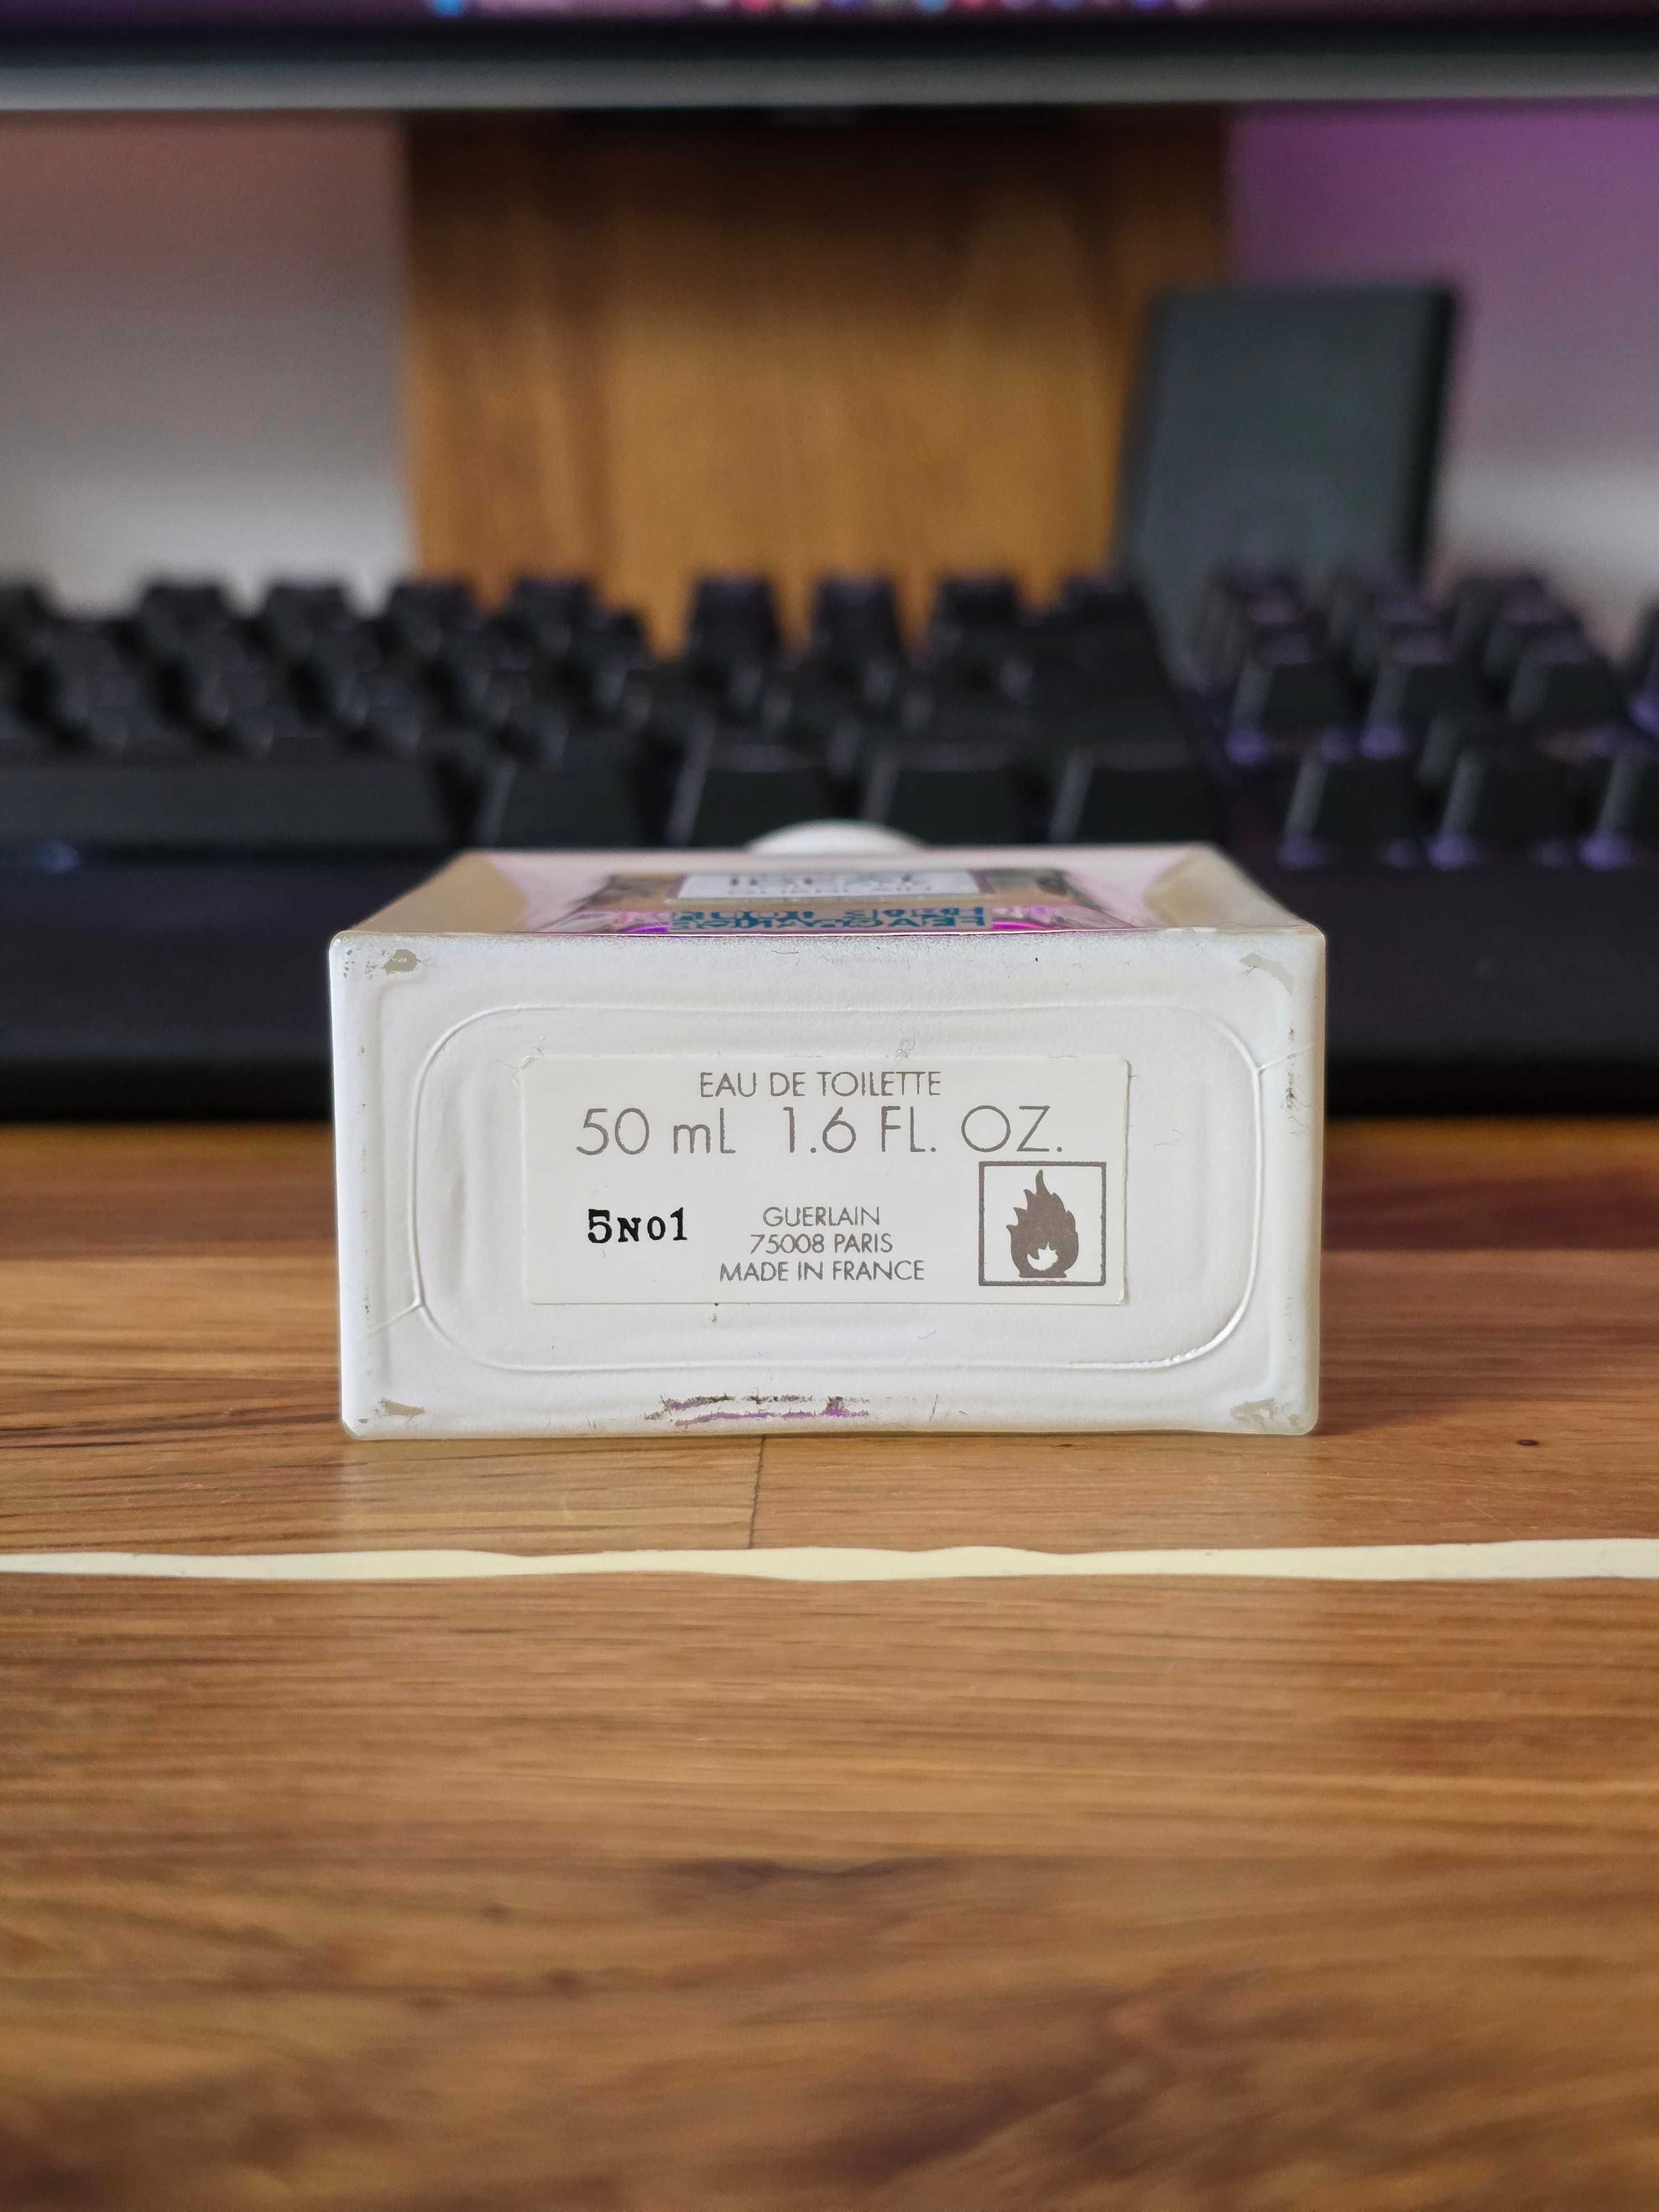 EAU DE TOILETTE
50 mL 1.6 FL. OZ.
5N01
GUERLAIN
75008 PARIS
MADE IN FRANCE